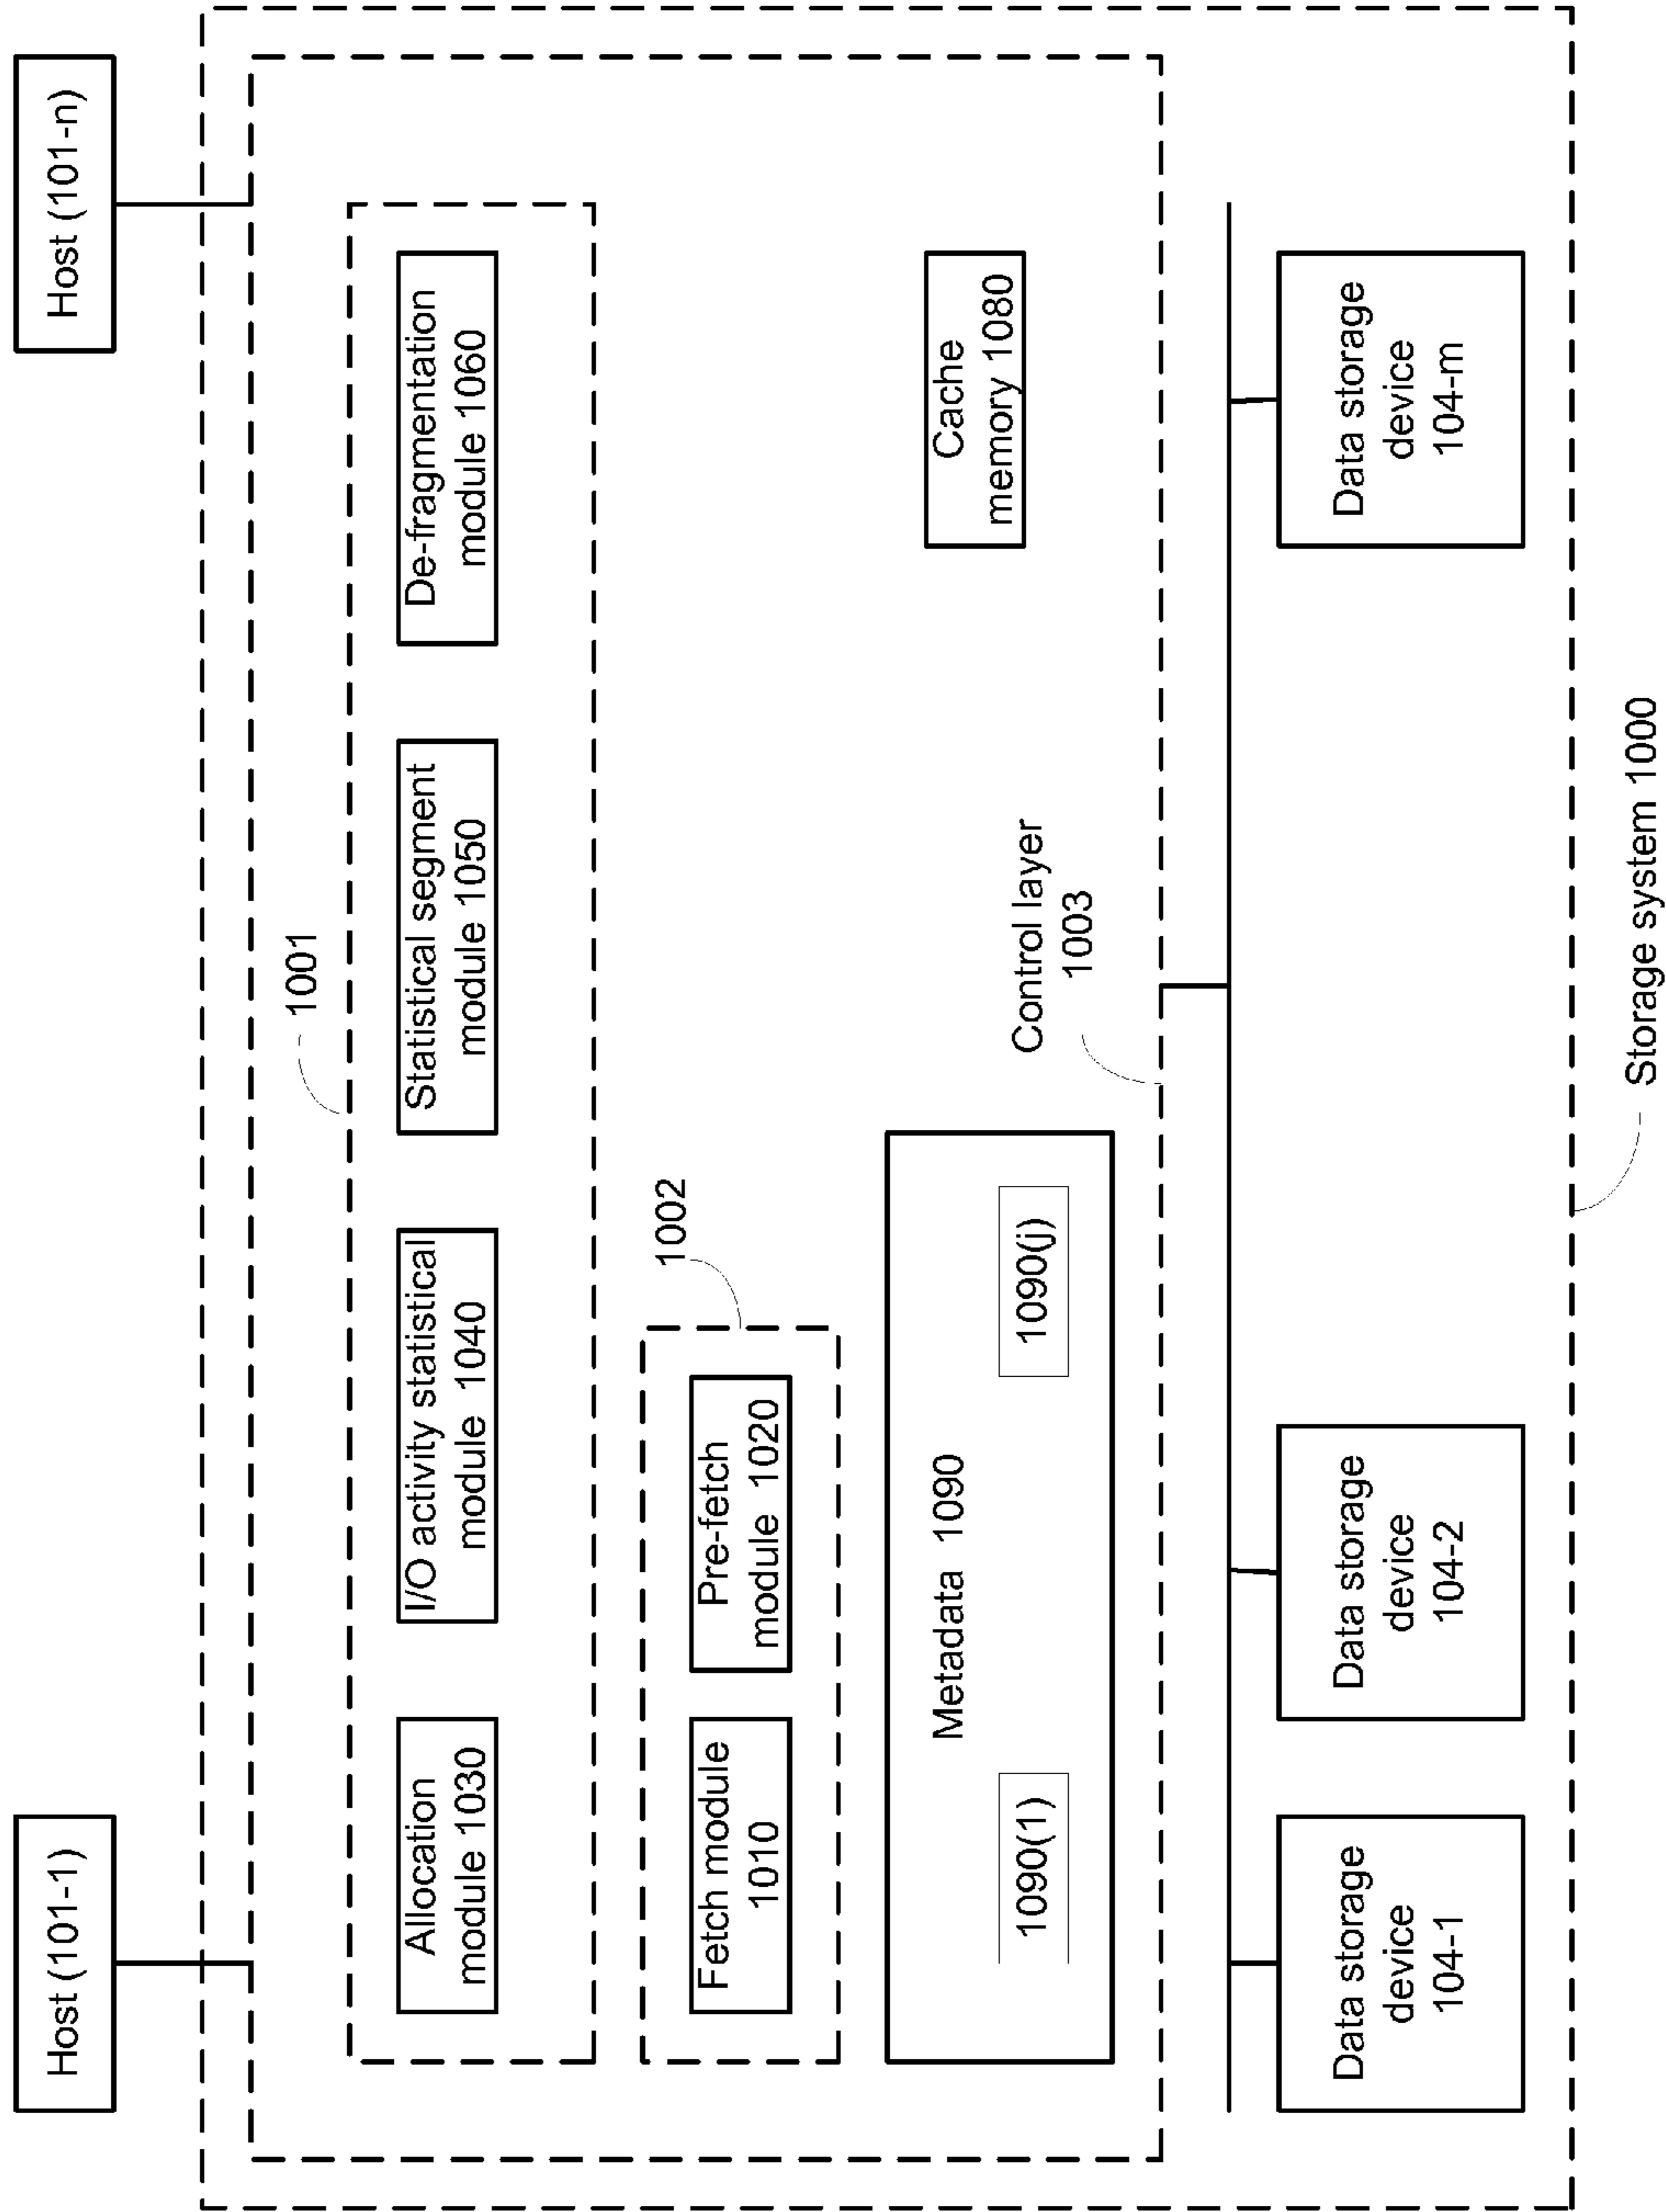 Host (101-1)
Host (101-n)
1001
Allocation
module 1030
I/O activity statistical
module 1040
Statistical segment
module 1050
De-fragmentation
module 1060
1002
Fetch module
1010
Pre-fetch
module 1020
Metadata 1090
1090(1)
1090(j)
Cache
memory 1080
Control layer
1003
Data storage
device
104-1
Data storage
device
104-2
Data storage
device
104-m
Storage system 1000